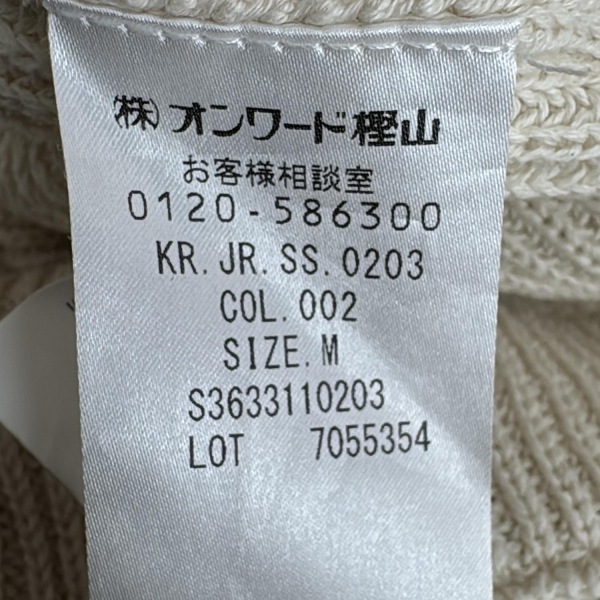 (株)オンワード樫山
お客様相談室
0120-586300
KR. JR. SS. 0203
COL. 002
SIZE. M
S3633110203
LOT 7055354